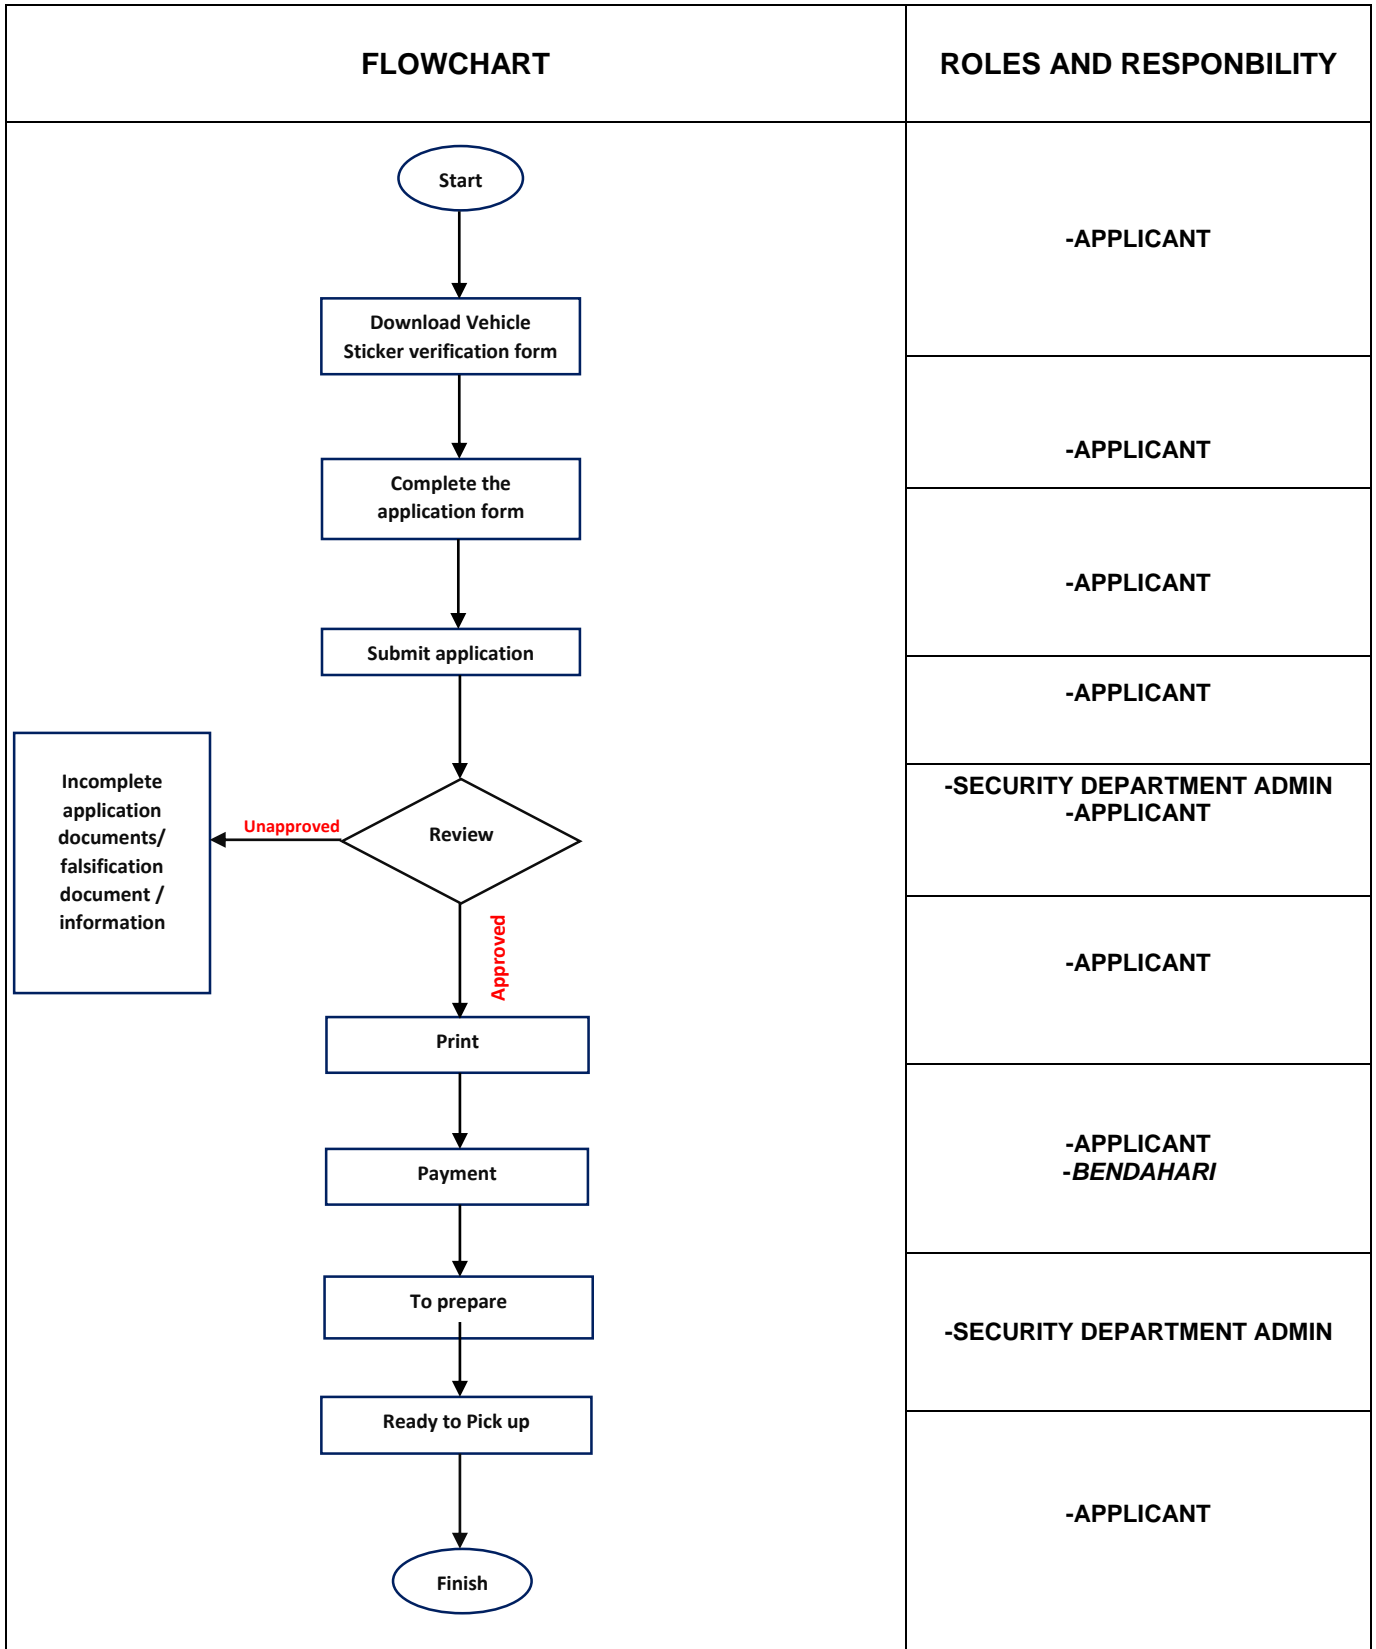 FLOWCHART
ROLES AND RESPONBILITY
Start
-APPLICANT
Download Vehicle
Sticker verification form
-APPLICANT
Complete the
application form
-APPLICANT
Submit application
-APPLICANT
Incomplete
application
documents/
falsification
document /
information
Unapproved
Review
-SECURITY DEPARTMENT ADMIN
-APPLICANT
Approved
-APPLICANT
Print
Payment
-APPLICANT
-BENDAHARI
To prepare
-SECURITY DEPARTMENT ADMIN
Ready to Pick up
-APPLICANT
Finish